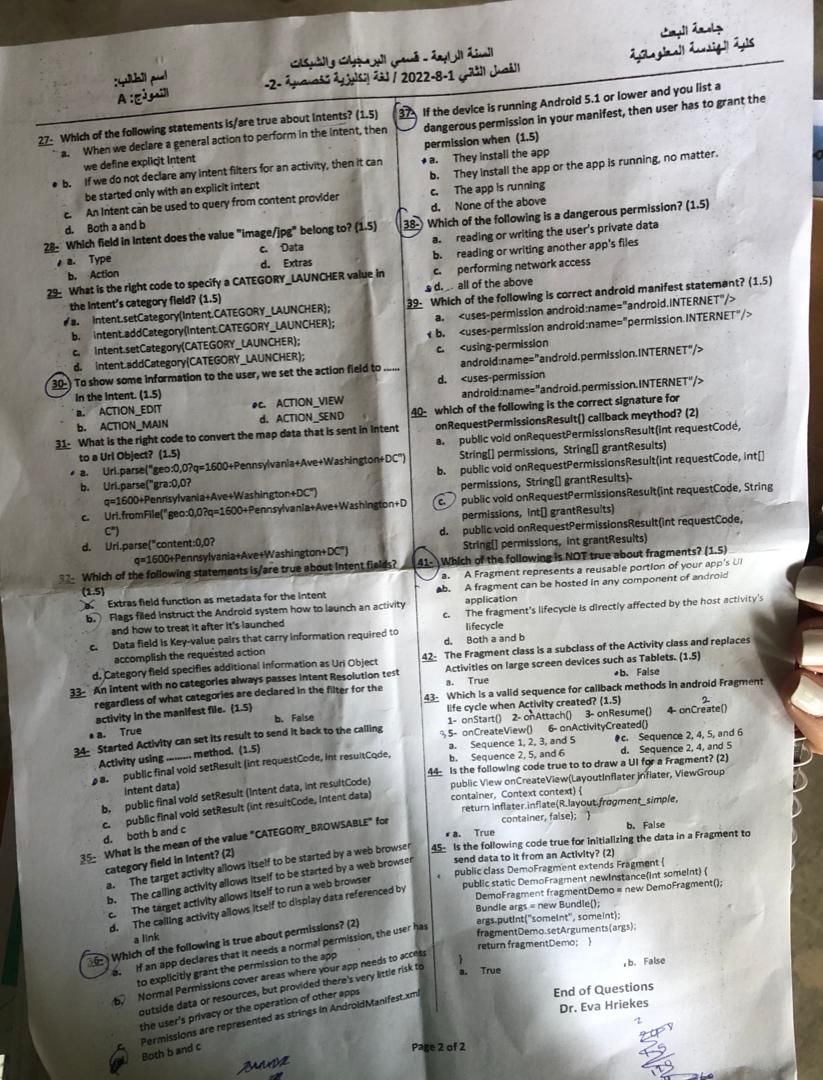 جامعة البعث
كلية الهندسة المعلوماتية
السنة الرابعة - قسمي البرمجيات والشبكات
الفصل الثاني 1-8-2022 / لغة إنكليزية تخصصية -2-
اسم الطالب:
النموذج: A
27- Which of the following statements is/are true about Intents? (1.5)
a. When we declare a general action to perform in the intent, then
we define explicit Intent
b. If we do not declare any intent filters for an activity, then it can
be started only with an explicit intent
c. An Intent can be used to query from content provider
d. Both a and b
28- Which field in Intent does the value "image/jpg" belong to? (1.5)
a. Type
c. Data
b. Action
d. Extras
29- What is the right code to specify a CATEGORY_LAUNCHER value in
the Intent's category field? (1.5)
a. intent.setCategory(Intent.CATEGORY_LAUNCHER);
b. intent.addCategory(Intent.CATEGORY_LAUNCHER);
c. intent.setCategory(CATEGORY_LAUNCHER);
d. intent.addCategory(CATEGORY_LAUNCHER);
30- To show some information to the user, we set the action field to ......
in the Intent. (1.5)
a. ACTION_EDIT
c. ACTION_VIEW
b. ACTION_MAIN
d. ACTION_SEND
31- What is the right code to convert the map data that is sent in Intent
to a Uri Object? (1.5)
a. Uri.parse("geo:0,0?q=1600+Pennsylvania+Ave+Washington+DC")
b. Uri.parse("gra:0,0?
q=1600+Pennsylvania+Ave+Washington+DC")
c. Uri.fromFile("geo:0,0?q=1600+Pennsylvania+Ave+Washington+D
C")
d. Uri.parse("content:0,0?
q=1600+Pennsylvania+Ave+Washington+DC")
32- Which of the following statements is/are true about Intent fields?
(1.5)
a. Extras field function as metadata for the Intent
b. Flags filed instruct the Android system how to launch an activity
and how to treat it after it's launched
c. Data field is Key-value pairs that carry information required to
accomplish the requested action
d. Category field specifies additional information as Uri Object
33- An intent with no categories always passes Intent Resolution test
regardless of what categories are declared in the filter for the
activity in the manifest file. (1.5)
a. True
b. False
34- Started Activity can set its result to send it back to the calling
Activity using ......... method. (1.5)
a. public final void setResult (int requestCode, int resultCode,
Intent data)
b. public final void setResult (Intent data, int resultCode)
c. public final void setResult (int resultCode, Intent data)
d. both b and c
35- What is the mean of the value "CATEGORY_BROWSABLE" for
category field in Intent? (2)
a. The target activity allows itself to be started by a web browser
b. The calling activity allows itself to be started by a web browser
c. The target activity allows itself to run a web browser
d. The calling activity allows itself to display data referenced by
a link
36- Which of the following is true about permissions? (2)
a. If an app declares that it needs a normal permission, the user has
to explicitly grant the permission to the app
b. Normal Permissions cover areas where your app needs to access
outside data or resources, but provided there's very little risk to
the user's privacy or the operation of other apps
Permissions are represented as strings in AndroidManifest.xml
Both b and c
37- If the device is running Android 5.1 or lower and you list a
dangerous permission in your manifest, then user has to grant the
permission when (1.5)
a. They install the app
b. They install the app or the app is running, no matter.
c. The app is running
d. None of the above
38- Which of the following is a dangerous permission? (1.5)
a. reading or writing the user's private data
b. reading or writing another app's files
c. performing network access
d. all of the above
39- Which of the following is correct android manifest statemant? (1.5)
a. <uses-permission android:name="android.INTERNET"/>
b. <uses-permission android:name="permission.INTERNET"/>
c. <using-permission
android:name="android.permission.INTERNET"/>
d. <uses-permission
android:name="android.permission.INTERNET"/>
40- which of the following is the correct signature for
onRequestPermissionsResult() callback meythod? (2)
a. public void onRequestPermissionsResult(int requestCode,
String[] permissions, String[] grantResults)
b. public void onRequestPermissionsResult(int requestCode, int[]
permissions, String[] grantResults)
c. public void onRequestPermissionsResult(int requestCode, String
permissions, int[] grantResults)
d. public void onRequestPermissionsResult(int requestCode,
String[] permissions, int grantResults)
41- Which of the following is NOT true about fragments? (1.5)
a. A Fragment represents a reusable portion of your app's UI
b. A fragment can be hosted in any component of android
application
c. The fragment's lifecycle is directly affected by the host activity's
lifecycle
d. Both a and b
42- The Fragment class is a subclass of the Activity class and replaces
Activities on large screen devices such as Tablets. (1.5)
a. True
b. False
43- Which is a valid sequence for callback methods in android Fragment
life cycle when Activity created? (1.5)
1- onStart() 2- onAttach() 3- onResume() 4- onCreate()
5- onCreateView() 6- onActivityCreated()
a. Sequence 1, 2, 3, and 5
c. Sequence 2, 4, 5, and 6
b. Sequence 2, 5, and 6
d. Sequence 2, 4, and 5
44- Is the following code true to to draw a UI for a Fragment? (2)
public View onCreateView(LayoutInflater inflater, ViewGroup
container, Context context) {
return inflater.inflate(R.layout.fragment_simple,
container, false); }
a. True
b. False
45- Is the following code true for initializing the data in a Fragment to
send data to it from an Activity? (2)
public class DemoFragment extends Fragment {
public static DemoFragment newInstance(int someInt) {
DemoFragment fragmentDemo = new DemoFragment();
Bundle args = new Bundle();
args.putInt("someInt", someInt);
fragmentDemo.setArguments(args);
return fragmentDemo; }
}
a. True
b. False
End of Questions
Dr. Eva Hriekes
Page 2 of 2